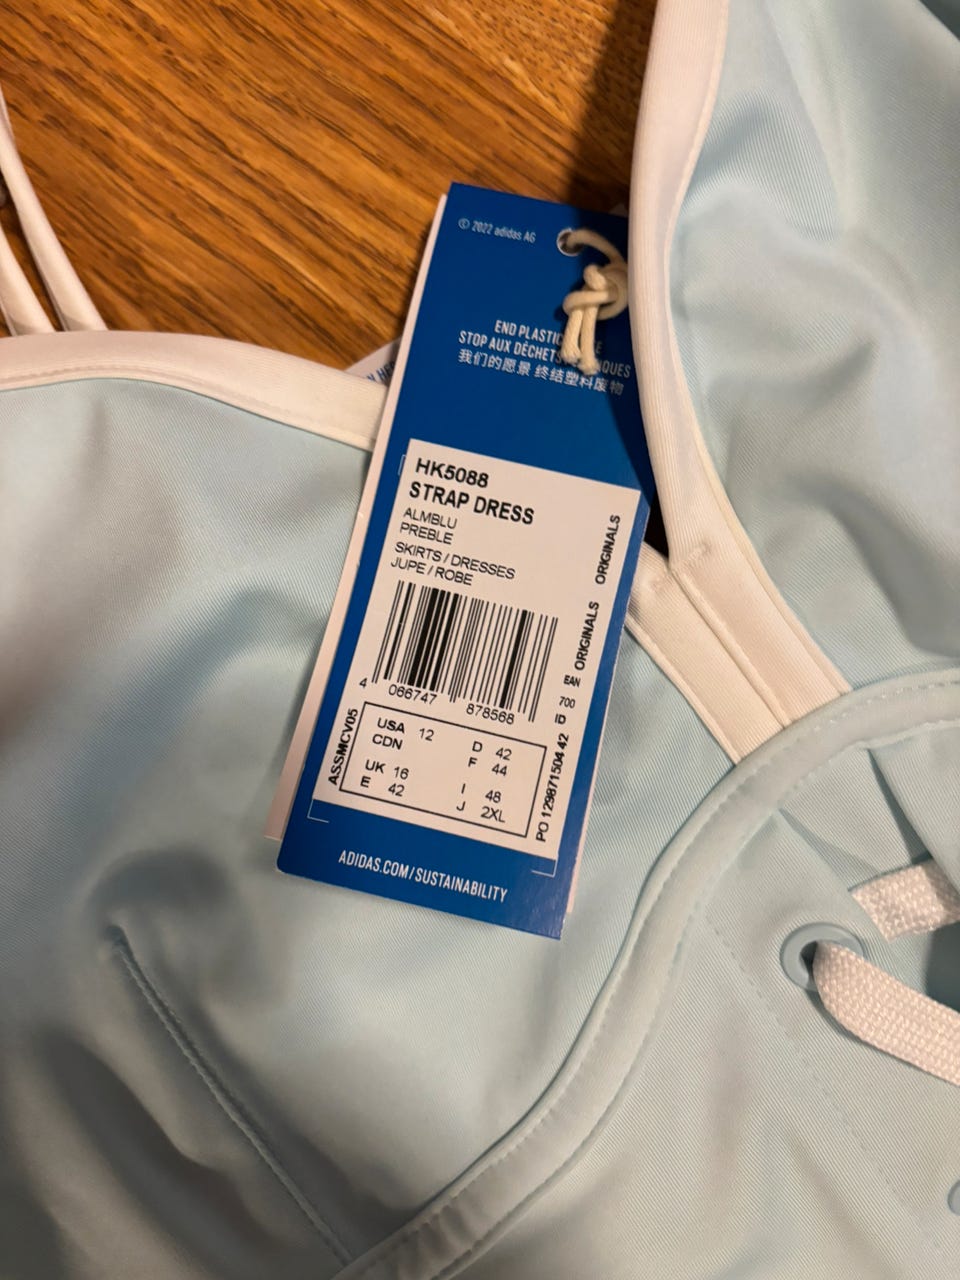 © 2022 adidas AG
END PLASTIC
STOP AUX DÉCHETS
我们的愿景 终结塑料废物
HK5088
STRAP DRESS
ALMBLU
PREBLE
SKIRTS / DRESSES
JUPE / ROBE
ORIGINALS
ORIGINALS
4 066747 878568
EAN
700
ID
ASSMCV05
USA 12
CDN
UK 16
E 42
D 42
F 44
I 48
J 2XL
PO 129871504 42
ADIDAS.COM/SUSTAINABILITY